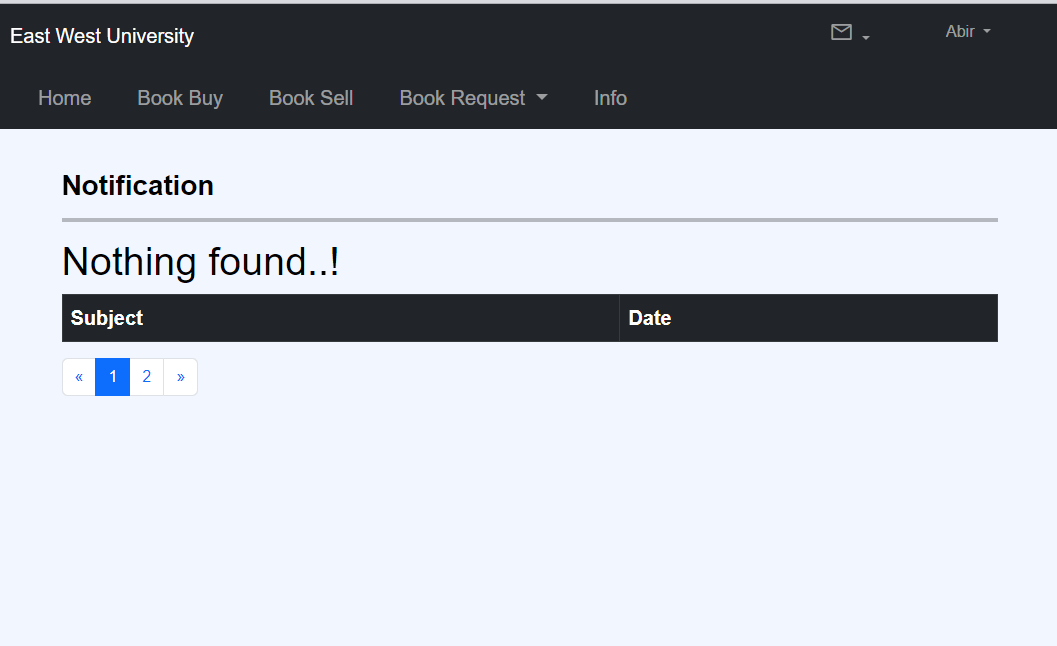 East West University
Abir
Home Book Buy Book Sell Book Request Info
Notification
Nothing found..!
Subject Date
« 1 2 »